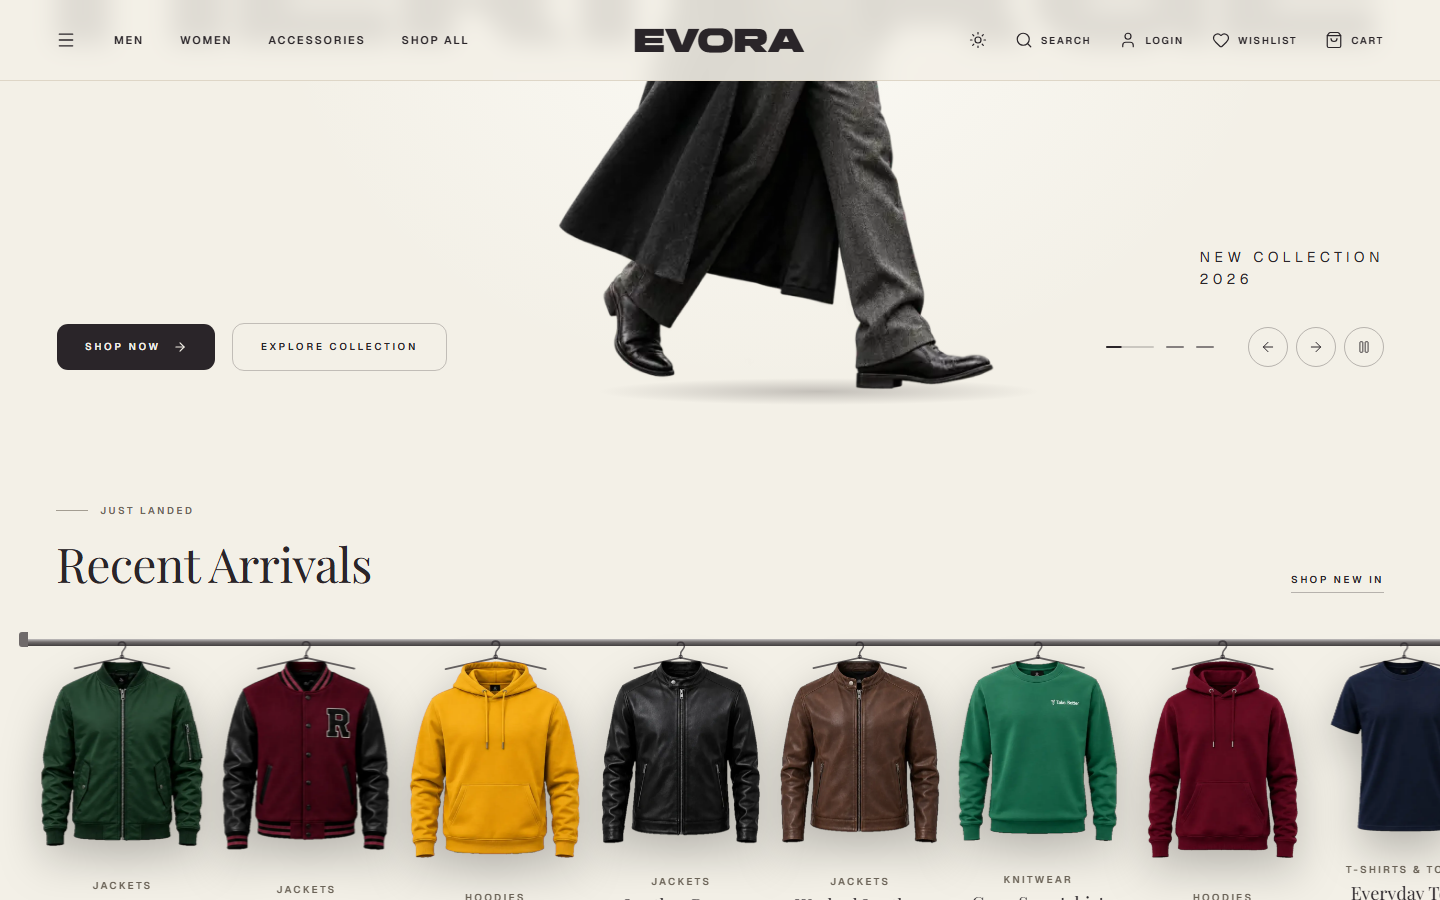 MEN WOMEN ACCESSORIES SHOP ALL EVORA SEARCH LOGIN WISHLIST CART
NEW COLLECTION
2026
SHOP NOW EXPLORE COLLECTION
JUST LANDED
Recent Arrivals
SHOP NEW IN
R
JACKETS
JACKETS
HOODIES
JACKETS
JACKETS
KNITWEAR
HOODIES
T-SHIRTS & TO
Everyday T